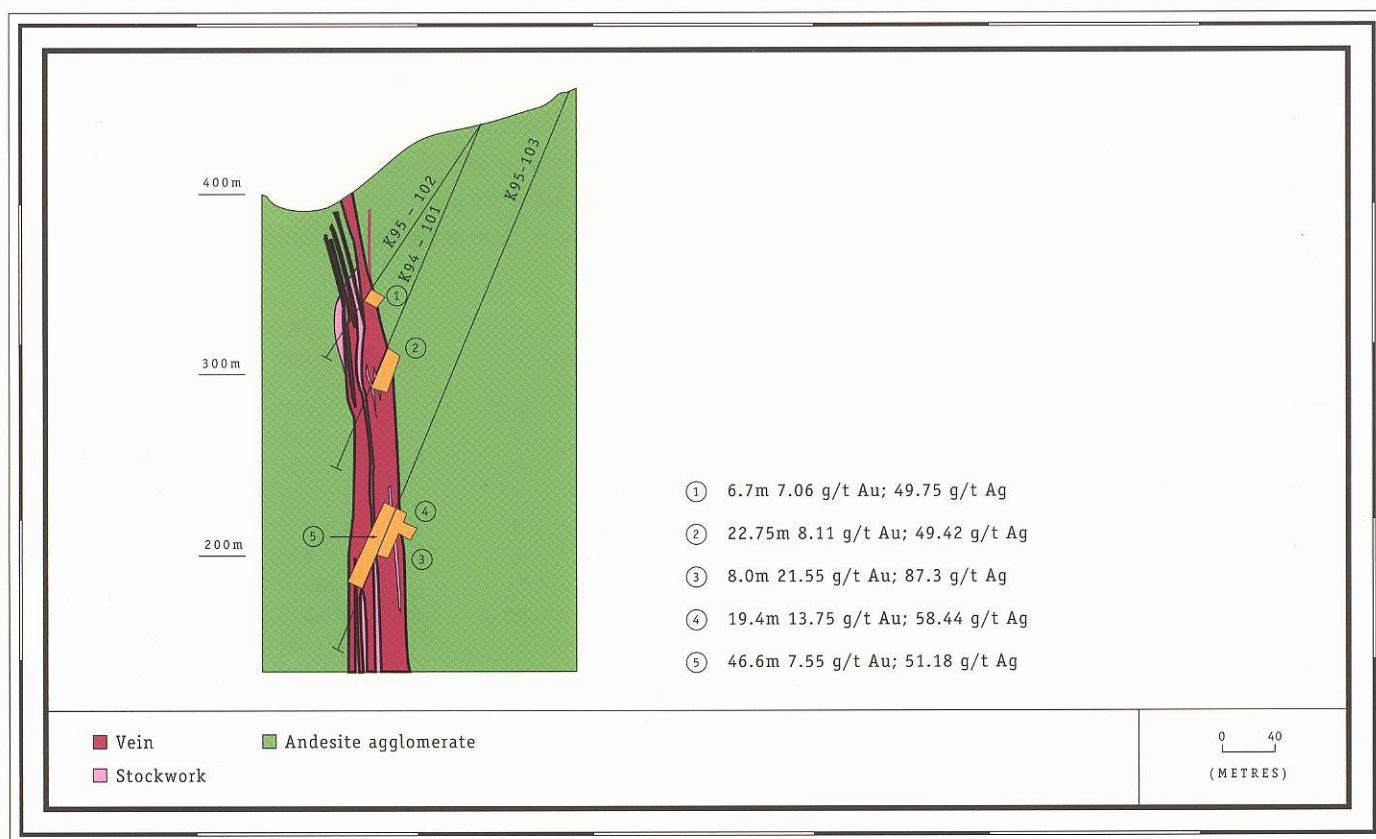 400m
300m
200m
K95 - 102
K94 - 101
K95-103
1
2
4
5
3
1 6.7m 7.06 g/t Au; 49.75 g/t Ag
2 22.75m 8.11 g/t Au; 49.42 g/t Ag
3 8.0m 21.55 g/t Au; 87.3 g/t Ag
4 19.4m 13.75 g/t Au; 58.44 g/t Ag
5 46.6m 7.55 g/t Au; 51.18 g/t Ag
Vein
Andesite agglomerate
Stockwork
0 40
(METRES)